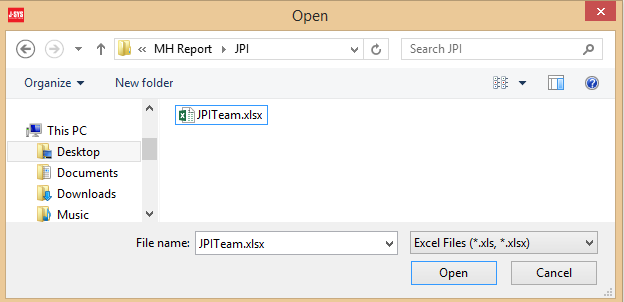 J-SYS
Open
MH Report JPI
Search JPI
Organize New folder
JPITeam.xlsx
This PC
Desktop
Documents
Downloads
Music
File name: JPITeam.xlsx Excel Files (*.xls, *.xlsx)
Open Cancel